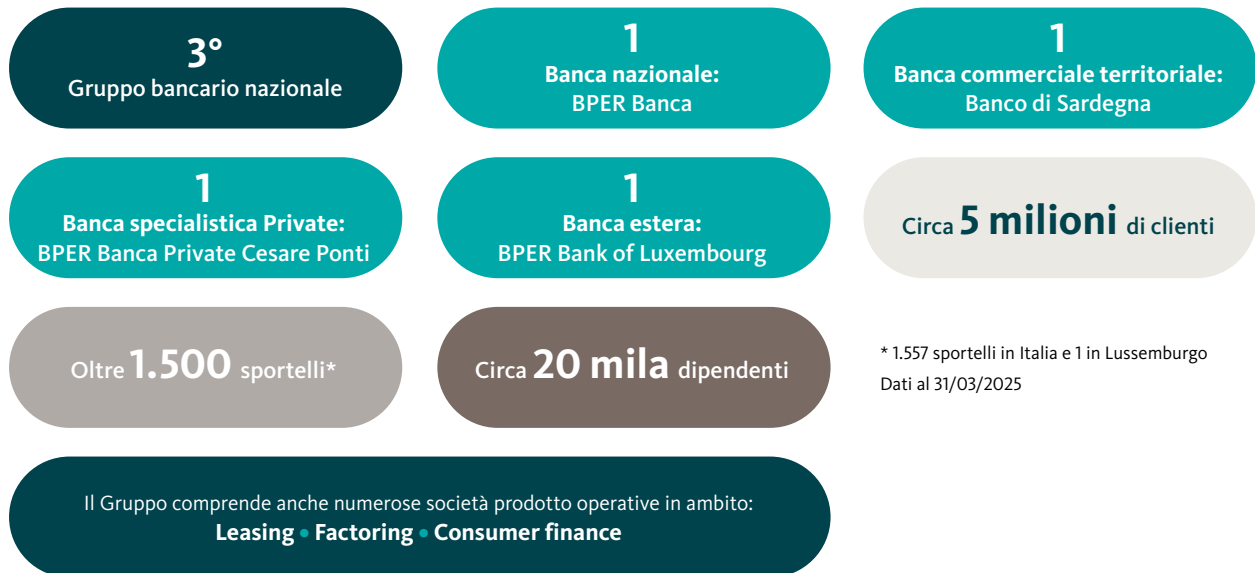 3°
Gruppo bancario nazionale
1
Banca nazionale:
BPER Banca
1
Banca commerciale territoriale:
Banco di Sardegna
1
Banca specialistica Private:
BPER Banca Private Cesare Ponti
1
Banca estera:
BPER Bank of Luxembourg
Circa 5 milioni di clienti
Oltre 1.500 sportelli*
Circa 20 mila dipendenti
* 1.557 sportelli in Italia e 1 in Lussemburgo
Dati al 31/03/2025
Il Gruppo comprende anche numerose società prodotto operative in ambito:
Leasing • Factoring • Consumer finance